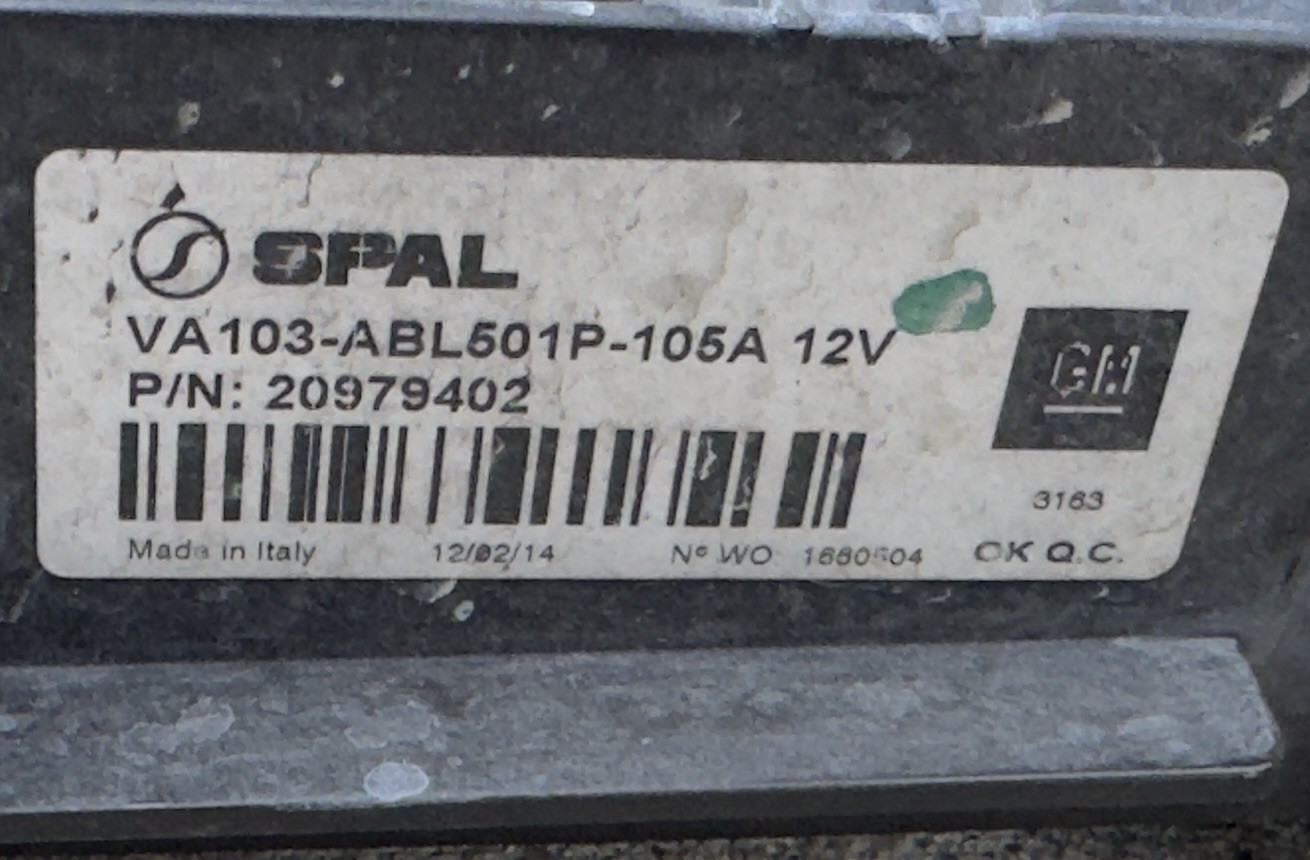 SPAL
VA103-ABL501P-105A 12V
P/N: 20979402
GM
3163
Made in Italy 12/02/14 Nº WO OK Q.C.